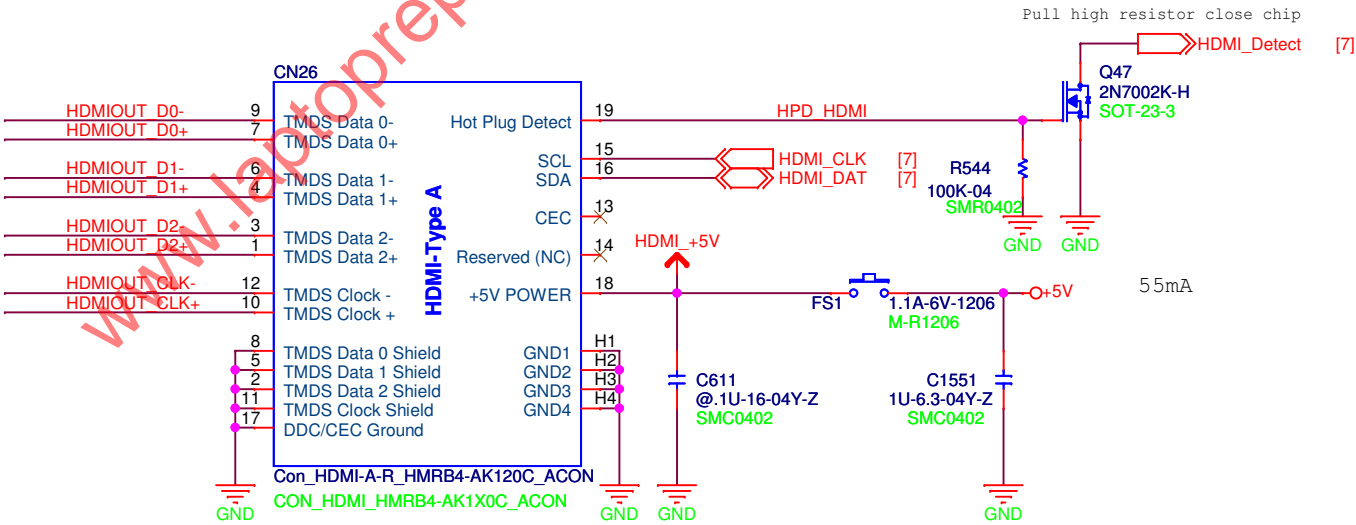 Pull high resistor close chip
HDMI_Detect [7]
Q47
2N7002K-H
SOT-23-3
CN26
HDMIOUT_D0- 9 TMDS Data 0-
HDMIOUT_D0+ 7 TMDS Data 0+
HDMIOUT_D1- 6 TMDS Data 1-
HDMIOUT_D1+ 4 TMDS Data 1+
HDMIOUT_D2- 3 TMDS Data 2-
HDMIOUT_D2+ 1 TMDS Data 2+
HDMIOUT_CLK- 12 TMDS Clock -
HDMIOUT_CLK+ 10 TMDS Clock +
8 TMDS Data 0 Shield
5 TMDS Data 1 Shield
2 TMDS Data 2 Shield
11 TMDS Clock Shield
17 DDC/CEC Ground
HDMI-Type A
Hot Plug Detect 19 HPD_HDMI
SCL 15 HDMI_CLK [7]
SDA 16 HDMI_DAT [7]
CEC 13
Reserved (NC) 14
+5V POWER 18
GND1 H1
GND2 H2
GND3 H3
GND4 H4
R544
100K-04
SMR0402
GND
GND
HDMI_+5V
FS1
1.1A-6V-1206
M-R1206
+5V
55mA
C611
@.1U-16-04Y-Z
SMC0402
C1551
1U-6.3-04Y-Z
SMC0402
Con_HDMI-A-R_HMRB4-AK120C_ACON
CON_HDMI_HMRB4-AK1X0C_ACON
GND
GND
GND
GND
www.laptoprep